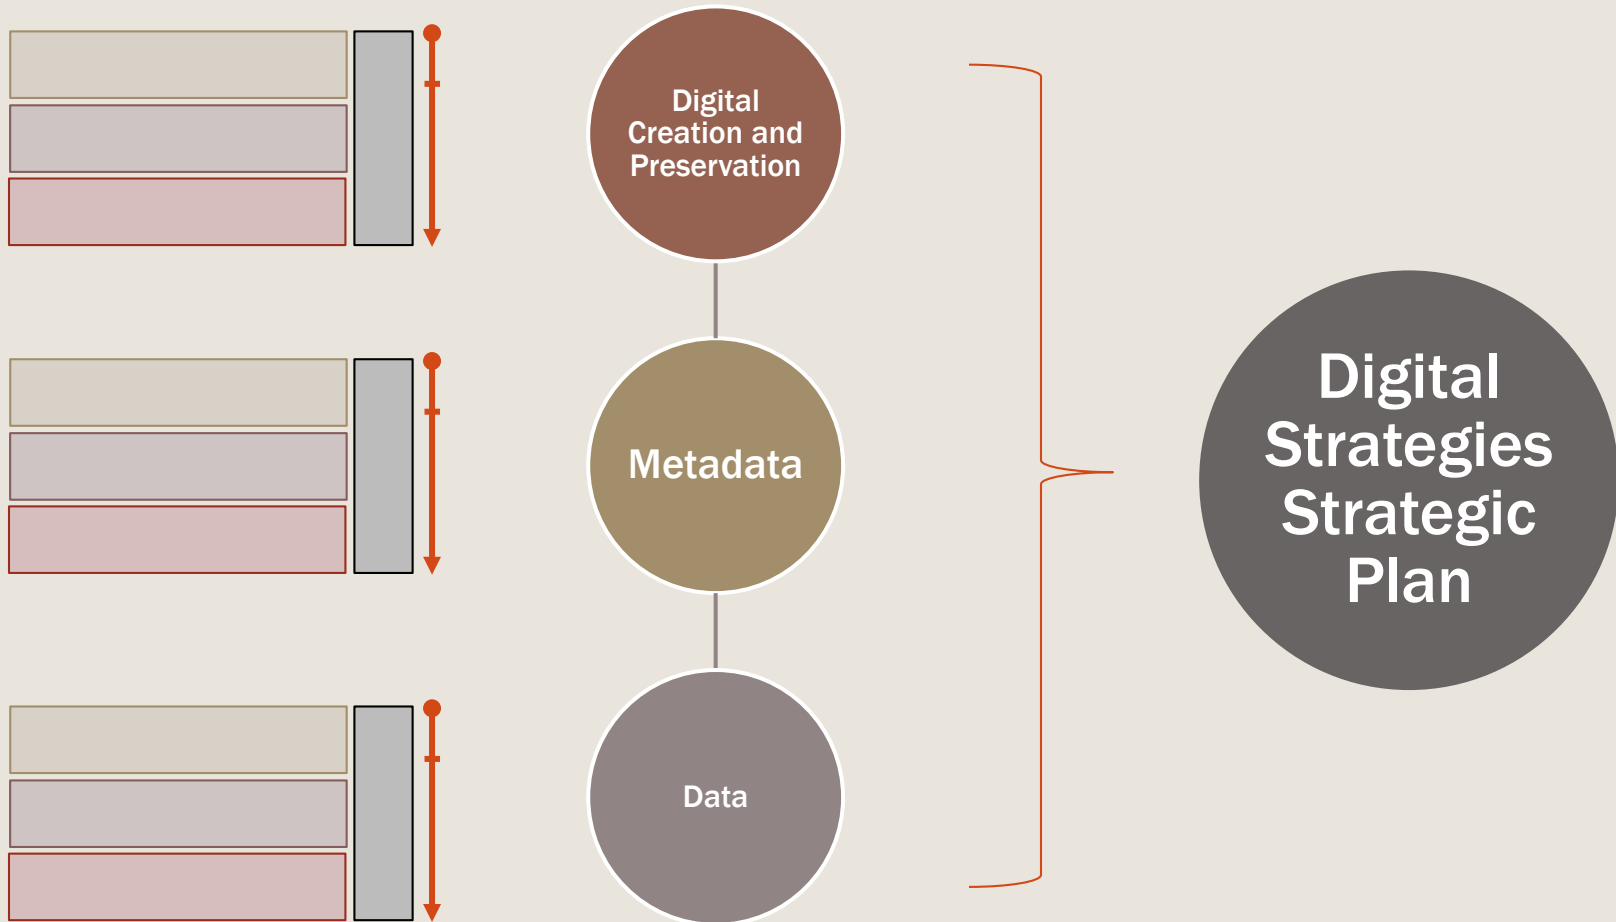 Digital
Creation and
Preservation
Metadata
Data
Digital
Strategies
Strategic
Plan